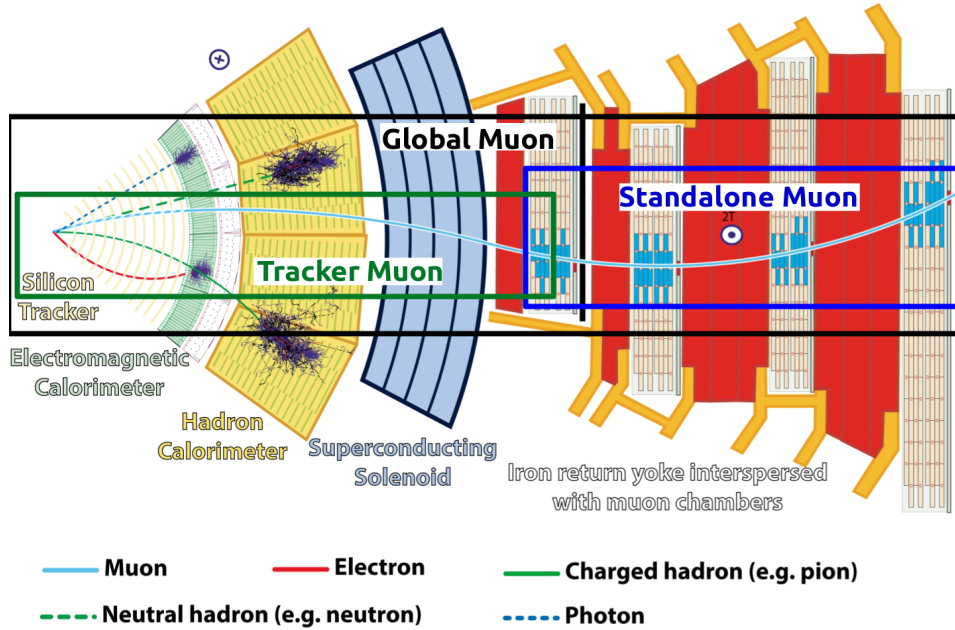 Global Muon
Standalone Muon
2T
Tracker Muon
Silicon
Tracker
Electromagnetic
Calorimeter
Hadron
Calorimeter
Superconducting
Solenoid
Iron return yoke interspersed
with muon chambers
Muon
Electron
Charged hadron (e.g. pion)
Neutral hadron (e.g. neutron)
Photon